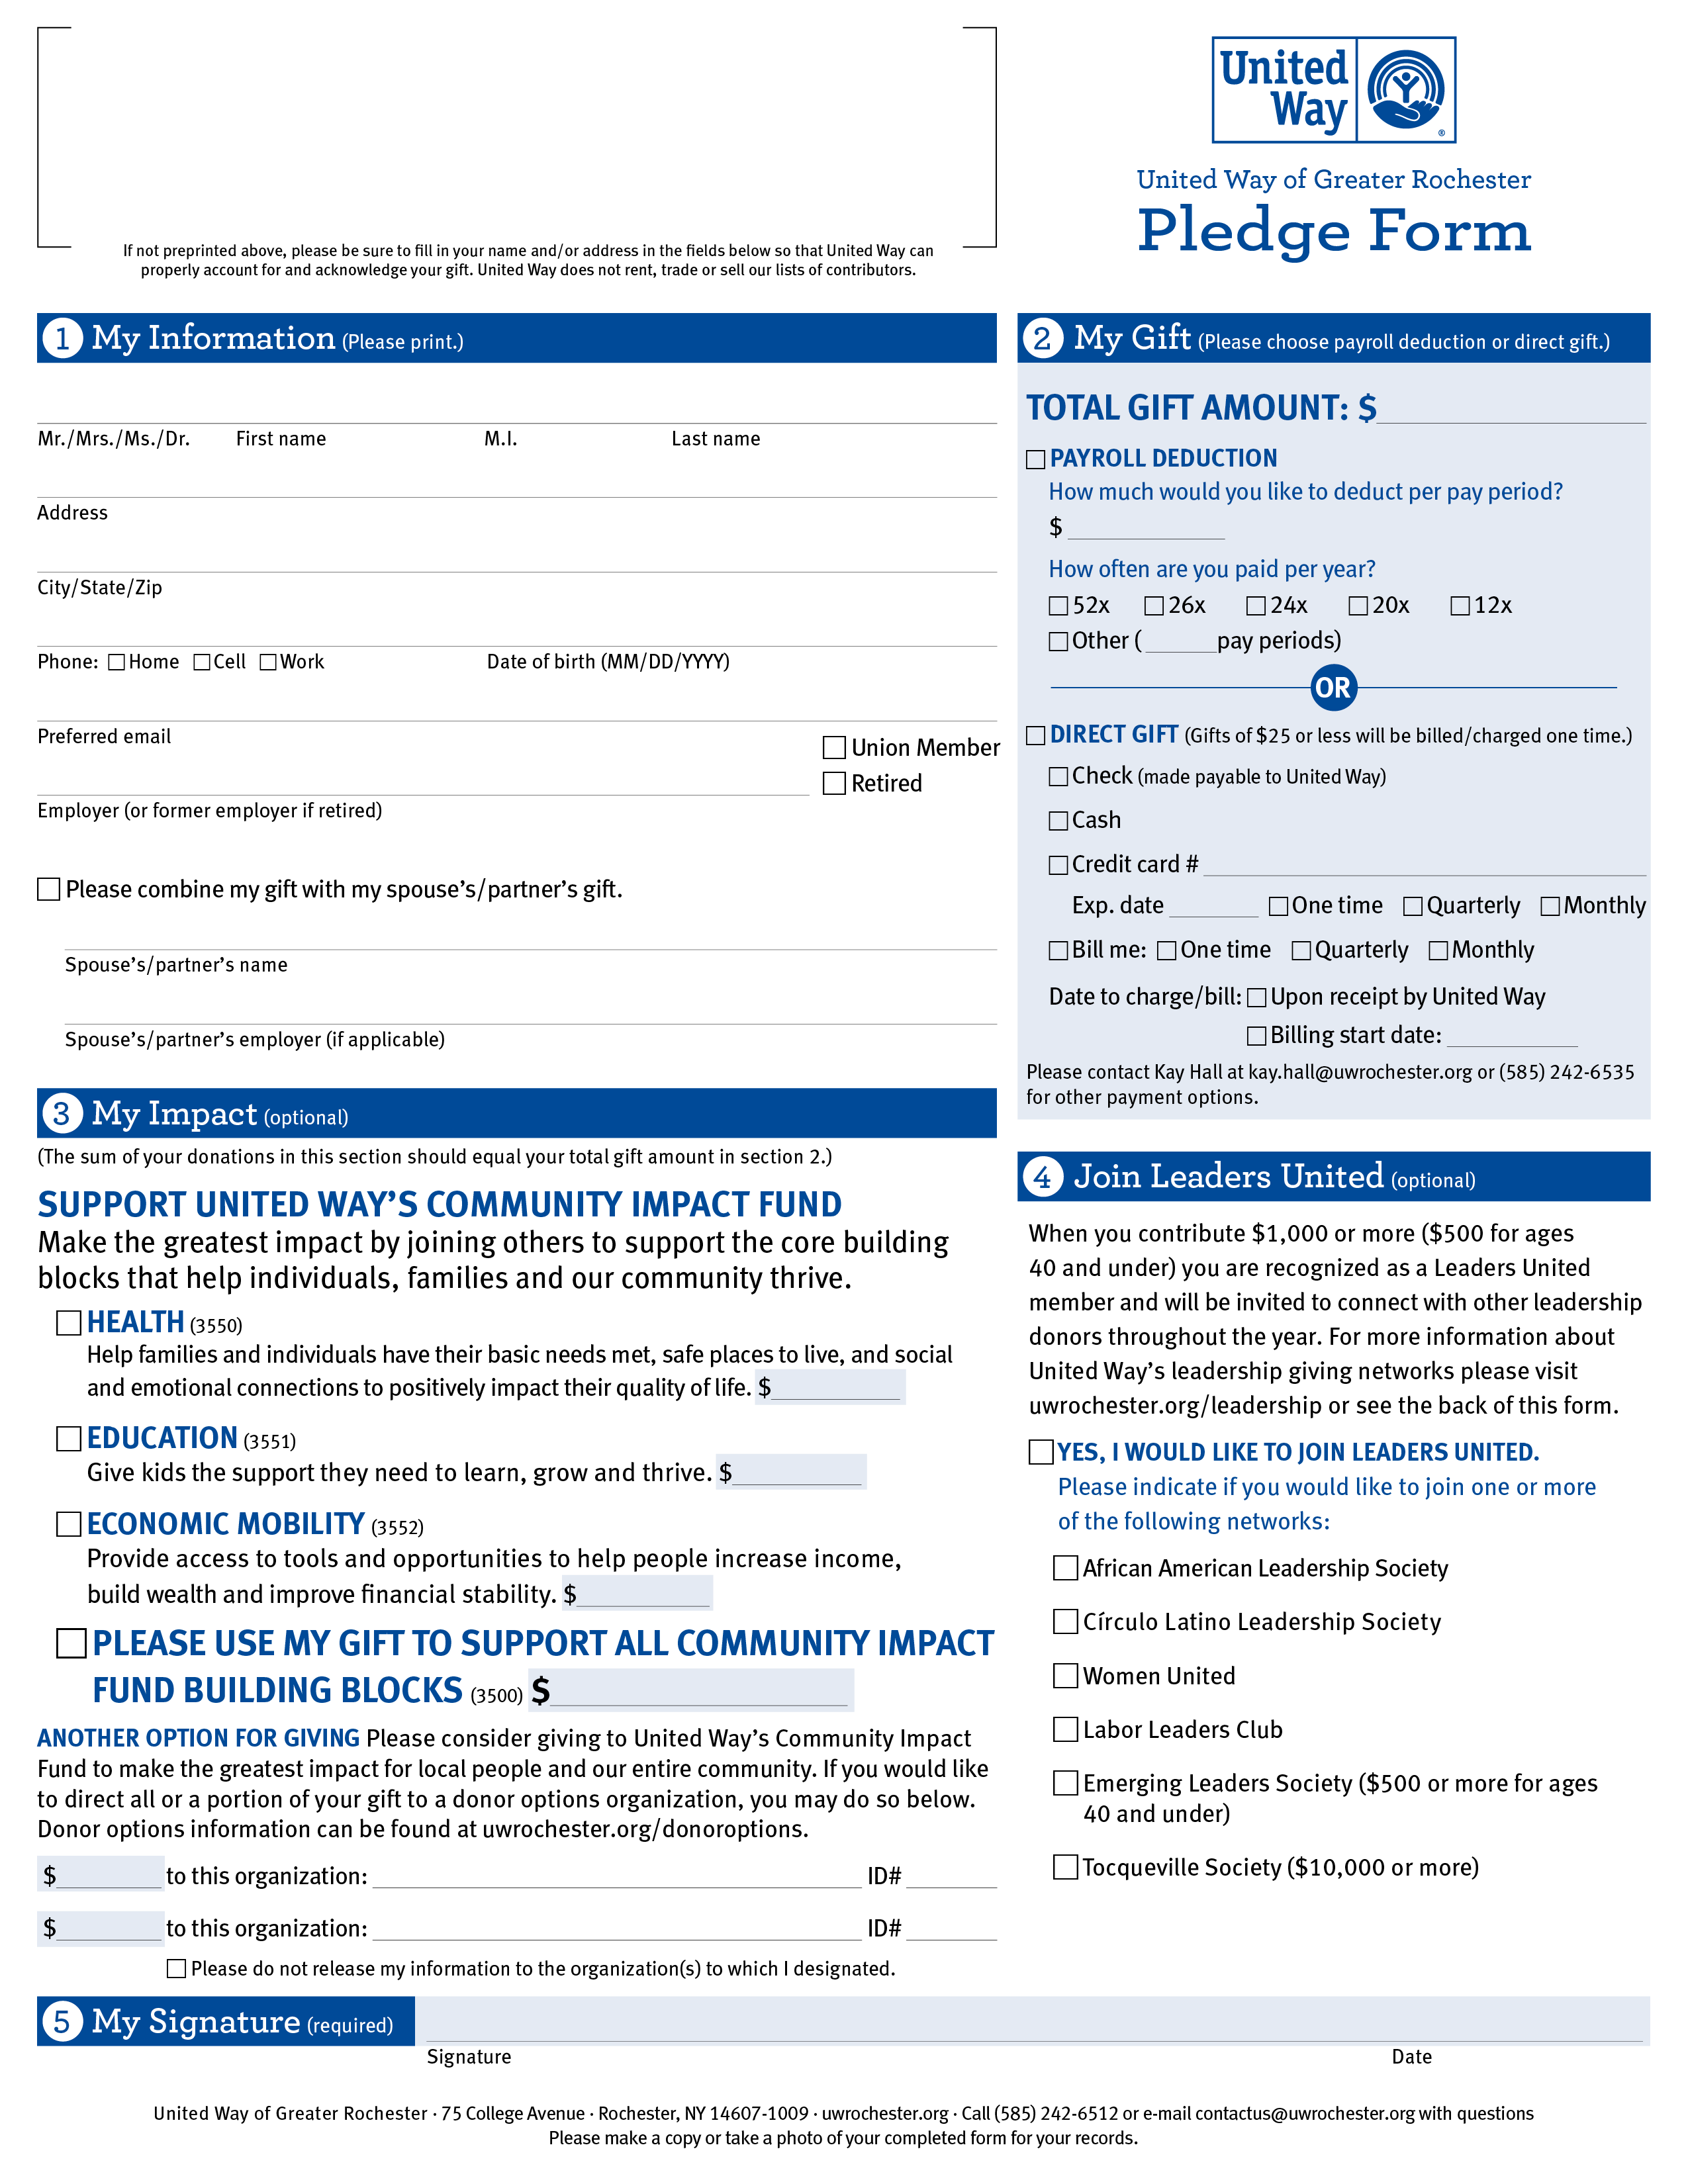 United
Way
®
United Way of Greater Rochester
Pledge Form
If not preprinted above, please be sure to fill in your name and/or address in the fields below so that United Way can
properly account for and acknowledge your gift. United Way does not rent, trade or sell our lists of contributors.
1 My Information (Please print.)
Mr./Mrs./Ms./Dr. First name M.I. Last name
Address
City/State/Zip
Phone: Home Cell Work Date of birth (MM/DD/YYYY)
Preferred email
Union Member
Retired
Employer (or former employer if retired)
Please combine my gift with my spouse’s/partner’s gift.
Spouse’s/partner’s name
Spouse’s/partner’s employer (if applicable)
2 My Gift (Please choose payroll deduction or direct gift.)
TOTAL GIFT AMOUNT: $
PAYROLL DEDUCTION
How much would you like to deduct per pay period?
$
How often are you paid per year?
52x 26x 24x 20x 12x
Other ( pay periods)
OR
DIRECT GIFT (Gifts of $25 or less will be billed/charged one time.)
Check (made payable to United Way)
Cash
Credit card #
Exp. date One time Quarterly Monthly
Bill me: One time Quarterly Monthly
Date to charge/bill: Upon receipt by United Way
Billing start date:
Please contact Kay Hall at kay.hall@uwrochester.org or (585) 242-6535
for other payment options.
3 My Impact (optional)
(The sum of your donations in this section should equal your total gift amount in section 2.)
SUPPORT UNITED WAY’S COMMUNITY IMPACT FUND
Make the greatest impact by joining others to support the core building
blocks that help individuals, families and our community thrive.
HEALTH (3550)
Help families and individuals have their basic needs met, safe places to live, and social
and emotional connections to positively impact their quality of life. $
EDUCATION (3551)
Give kids the support they need to learn, grow and thrive. $
ECONOMIC MOBILITY (3552)
Provide access to tools and opportunities to help people increase income,
build wealth and improve financial stability. $
PLEASE USE MY GIFT TO SUPPORT ALL COMMUNITY IMPACT
FUND BUILDING BLOCKS (3500) $
ANOTHER OPTION FOR GIVING Please consider giving to United Way’s Community Impact
Fund to make the greatest impact for local people and our entire community. If you would like
to direct all or a portion of your gift to a donor options organization, you may do so below.
Donor options information can be found at uwrochester.org/donoroptions.
$ to this organization: ID#
$ to this organization: ID#
Please do not release my information to the organization(s) to which I designated.
4 Join Leaders United (optional)
When you contribute $1,000 or more ($500 for ages
40 and under) you are recognized as a Leaders United
member and will be invited to connect with other leadership
donors throughout the year. For more information about
United Way’s leadership giving networks please visit
uwrochester.org/leadership or see the back of this form.
YES, I WOULD LIKE TO JOIN LEADERS UNITED.
Please indicate if you would like to join one or more
of the following networks:
African American Leadership Society
Círculo Latino Leadership Society
Women United
Labor Leaders Club
Emerging Leaders Society ($500 or more for ages
40 and under)
Tocqueville Society ($10,000 or more)
5 My Signature (required)
Signature Date
United Way of Greater Rochester · 75 College Avenue · Rochester, NY 14607-1009 · uwrochester.org · Call (585) 242-6512 or e-mail contactus@uwrochester.org with questions
Please make a copy or take a photo of your completed form for your records.